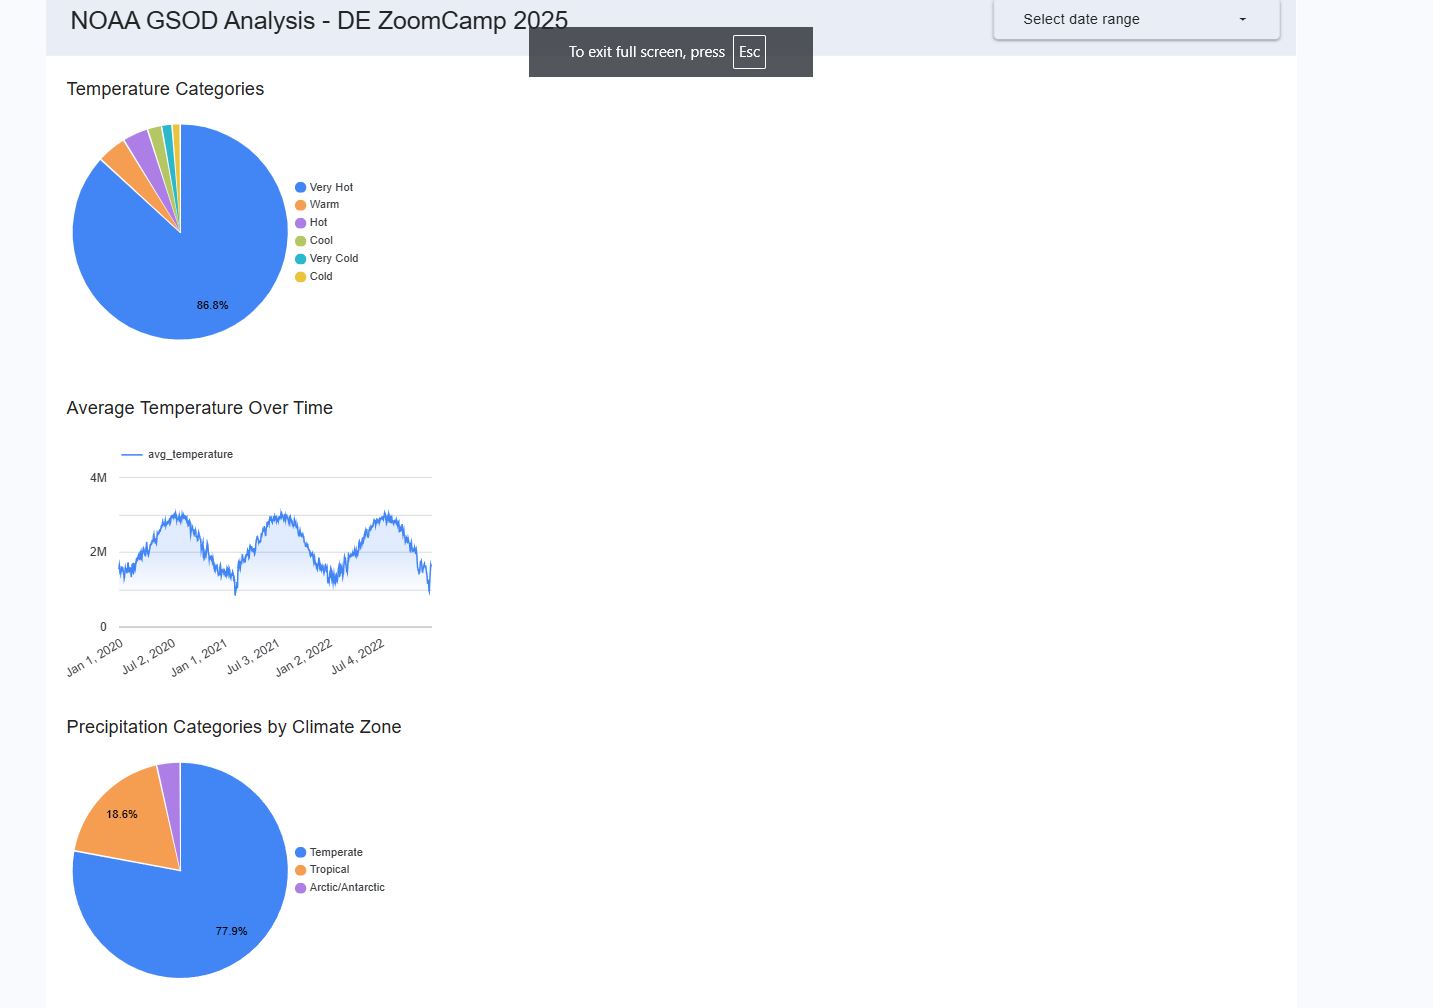 NOAA GSOD Analysis - DE ZoomCamp 2025
Select date range
To exit full screen, press Esc
Temperature Categories
Very Hot
Warm
Hot
Cool
Very Cold
Cold
86.8%
Average Temperature Over Time
avg_temperature
4M
2M
0
Jan 1, 2020
Jul 2, 2020
Jan 1, 2021
Jul 3, 2021
Jan 2, 2022
Jul 4, 2022
Precipitation Categories by Climate Zone
18.6%
Temperate
Tropical
Arctic/Antarctic
77.9%